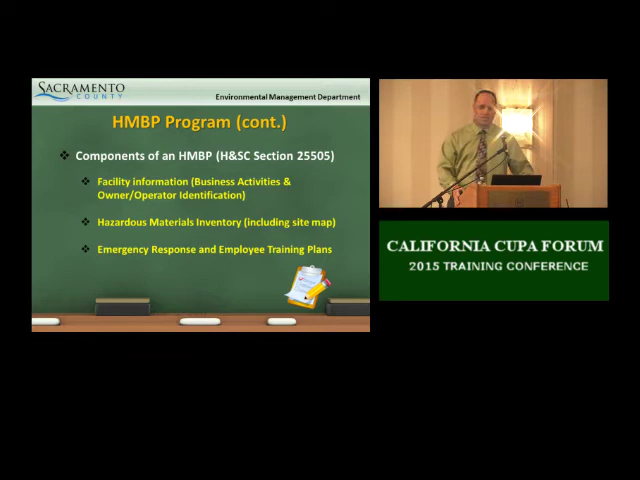 SACRAMENTO
COUNTY
Environmental Management Department
HMBP Program (cont.)
Components of an HMBP (H&SC Section 25505)
Facility information (Business Activities &
Owner/Operator Identification)
Hazardous Materials Inventory (including site map)
Emergency Response and Employee Training Plans
CALIFORNIA CUPA FORUM
2015 TRAINING CONFERENCE